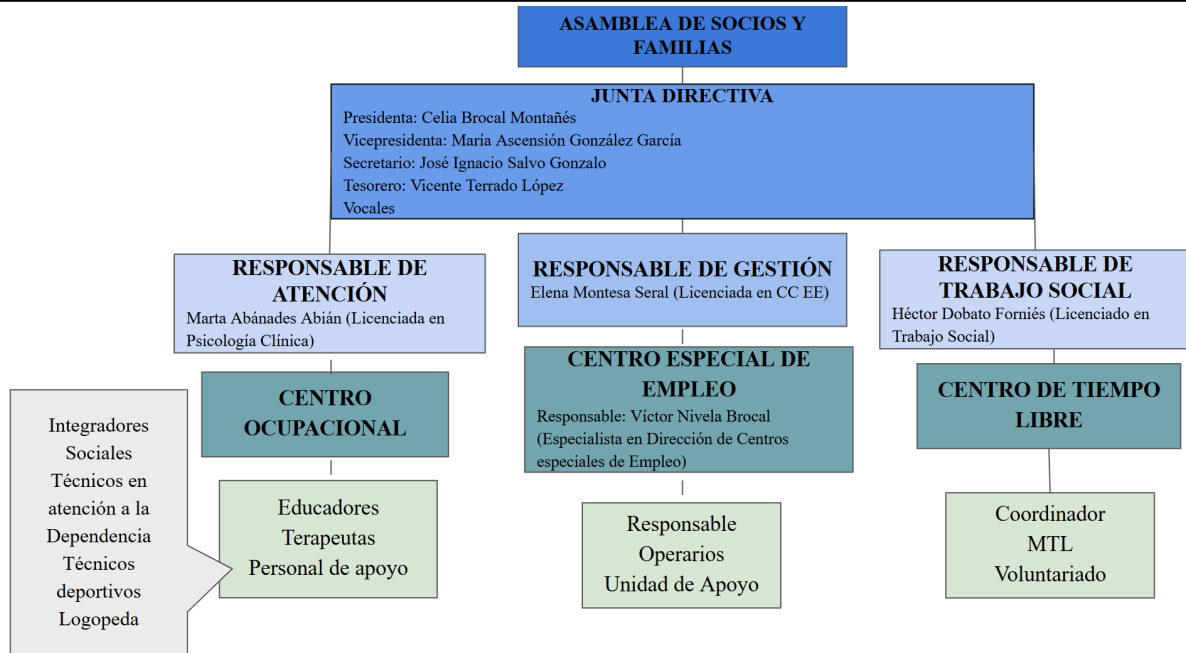 ASAMBLEA DE SOCIOS Y
FAMILIAS
JUNTA DIRECTIVA
Presidenta: Celia Brocal Montañés
Vicepresidenta: María Ascensión González García
Secretario: José Ignacio Salvo Gonzalo
Tesorero: Vicente Terrado López
Vocales
RESPONSABLE DE
ATENCIÓN
Marta Abánades Abián (Licenciada en
Psicología Clínica)
RESPONSABLE DE GESTIÓN
Elena Montesa Seral (Licenciada en CC EE)
RESPONSABLE DE
TRABAJO SOCIAL
Héctor Dobato Forniés (Licenciado en
Trabajo Social)
CENTRO
OCUPACIONAL
CENTRO ESPECIAL DE
EMPLEO
Responsable: Víctor Nivela Brocal
(Especialista en Dirección de Centros
especiales de Empleo)
CENTRO DE TIEMPO
LIBRE
Integradores
Sociales
Técnicos en
atención a la
Dependencia
Técnicos
deportivos
Logopeda
Educadores
Terapeutas
Personal de apoyo
Responsable
Operarios
Unidad de Apoyo
Coordinador
MTL
Voluntariado